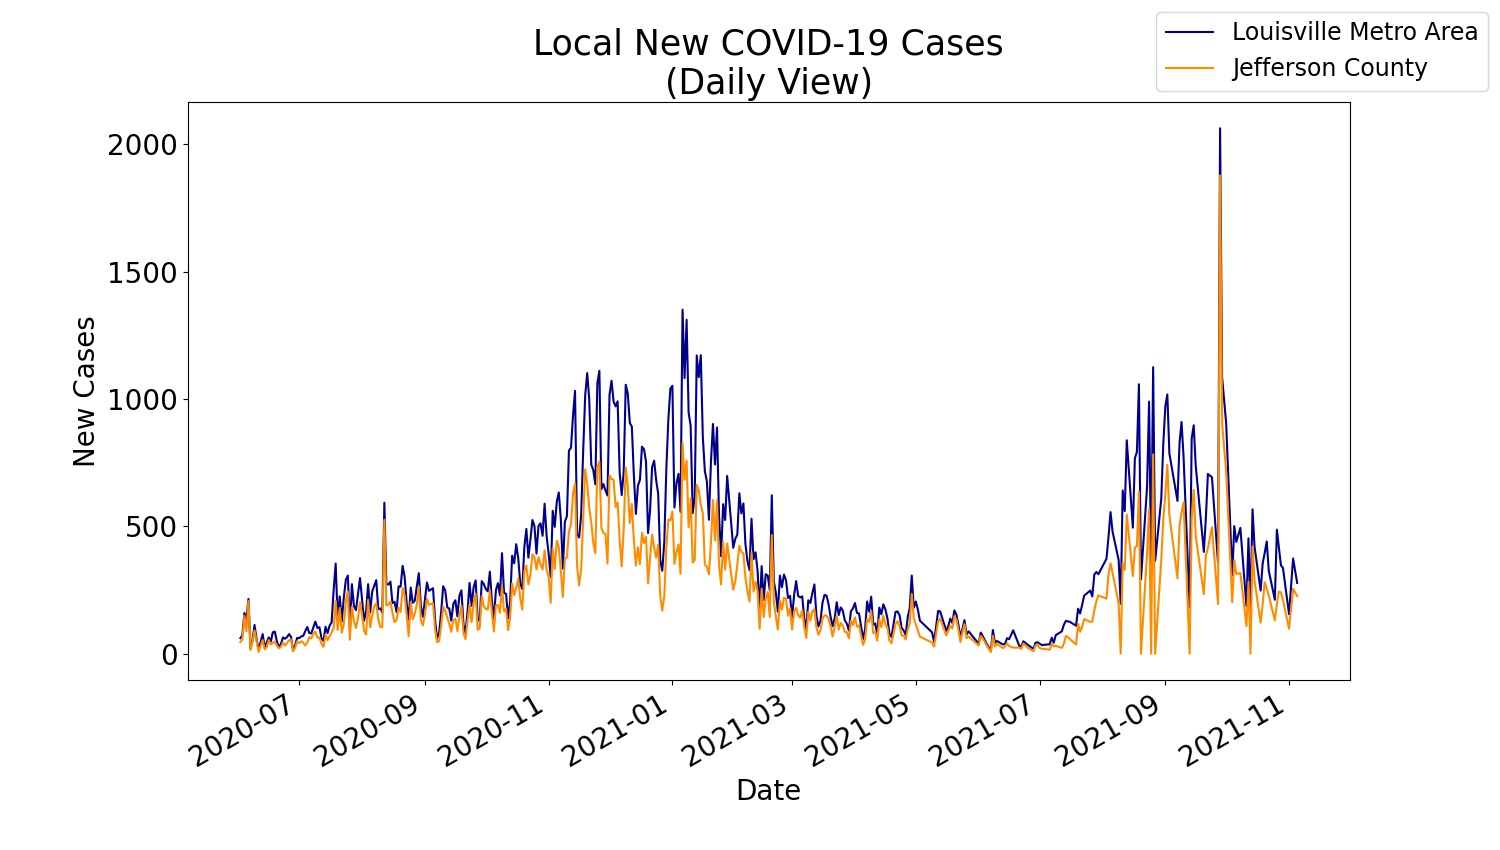 Local New COVID-19 Cases
(Daily View)
Louisville Metro Area
Jefferson County
2000
1500
1000
500
0
New Cases
2020-07
2020-09
2020-11
2021-01
2021-03
2021-05
2021-07
2021-09
2021-11
Date